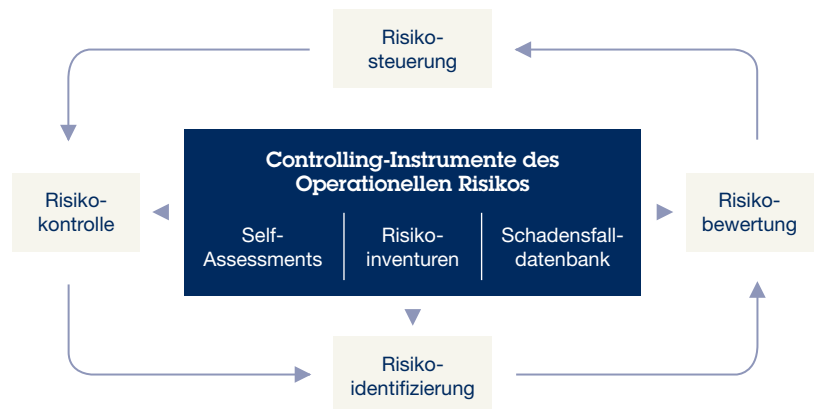 Risiko-
steuerung
Controlling-Instrumente des
Operationellen Risikos
Self-
Assessments
Risiko-
inventuren
Schadensfall-
datenbank
Risiko-
kontrolle
Risiko-
bewertung
Risiko-
identifizierung